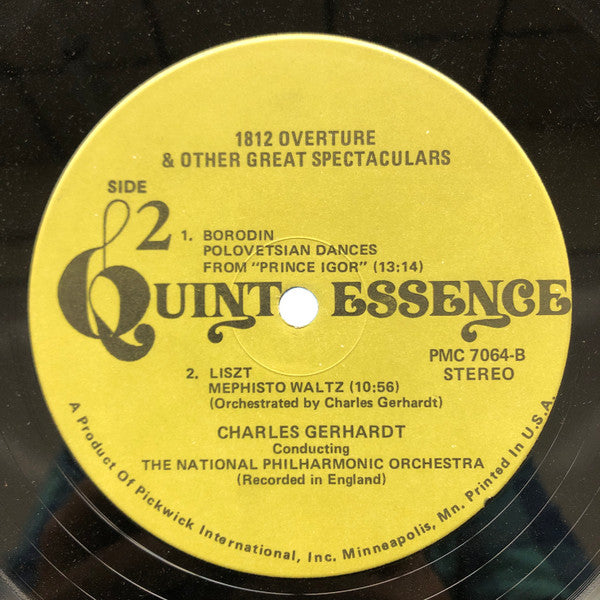 1812 OVERTURE
& OTHER GREAT SPECTACULARS
SIDE
2
1. BORODIN
POLOVETSIAN DANCES
FROM "PRINCE IGOR" (13:14)
QUINTESSENCE
PMC 7064-B
STEREO
2. LISZT
MEPHISTO WALTZ (10:56)
(Orchestrated by Charles Gerhardt)
CHARLES GERHARDT
Conducting
THE NATIONAL PHILHARMONIC ORCHESTRA
(Recorded in England)
A Product Of Pickwick International, Inc. Minneapolis, Mn. Printed In U.S.A.